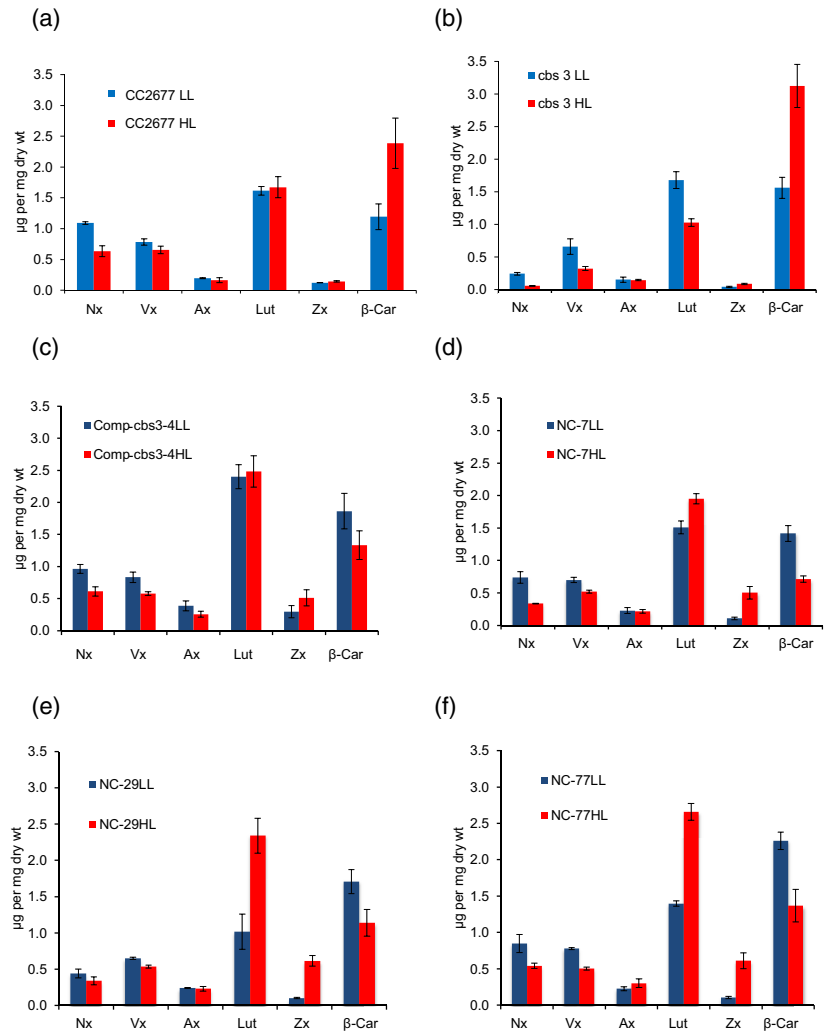 (a)
(b)
3.5
3.0
2.5
2.0
1.5
1.0
0.5
0.0
µg per mg dry wt
CC2677 LL
CC2677 HL
Nx Vx Ax Lut Zx β-Car
3.5
3.0
2.5
2.0
1.5
1.0
0.5
0.0
µg per mg dry wt
cbs 3 LL
cbs 3 HL
Nx Vx Ax Lut Zx β-Car
(c)
(d)
3.5
3.0
2.5
2.0
1.5
1.0
0.5
0.0
µg per mg dry wt
Comp-cbs3-4LL
Comp-cbs3-4HL
Nx Vx Ax Lut Zx β-Car
3.5
3.0
2.5
2.0
1.5
1.0
0.5
0.0
µg per mg dry wt
NC-7LL
NC-7HL
Nx Vx Ax Lut Zx β-Car
(e)
(f)
3.5
3.0
2.5
2.0
1.5
1.0
0.5
0.0
µg per mg dry wt
NC-29LL
NC-29HL
Nx Vx Ax Lut Zx β-Car
3.5
3.0
2.5
2.0
1.5
1.0
0.5
0.0
µg per mg dry wt
NC-77LL
NC-77HL
Nx Vx Ax Lut Zx β-Car